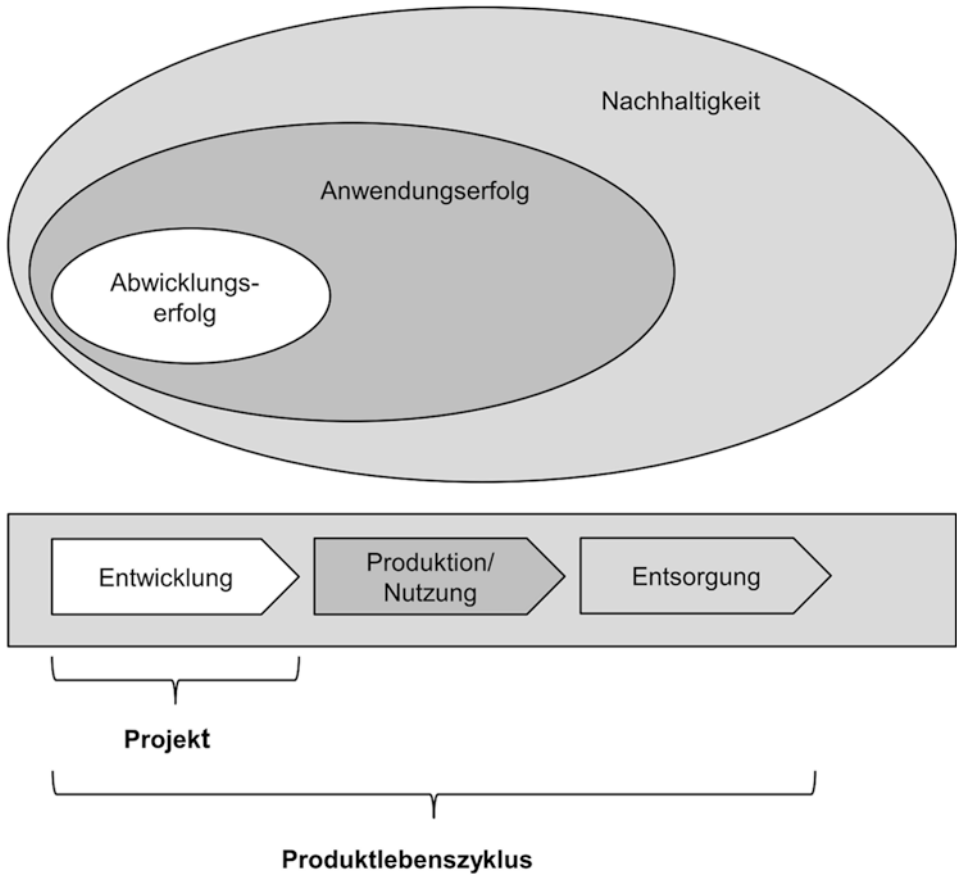 Nachhaltigkeit
Anwendungserfolg
Abwicklungs-
erfolg
Entwicklung
Produktion/
Nutzung
Entsorgung
Projekt
Produktlebenszyklus